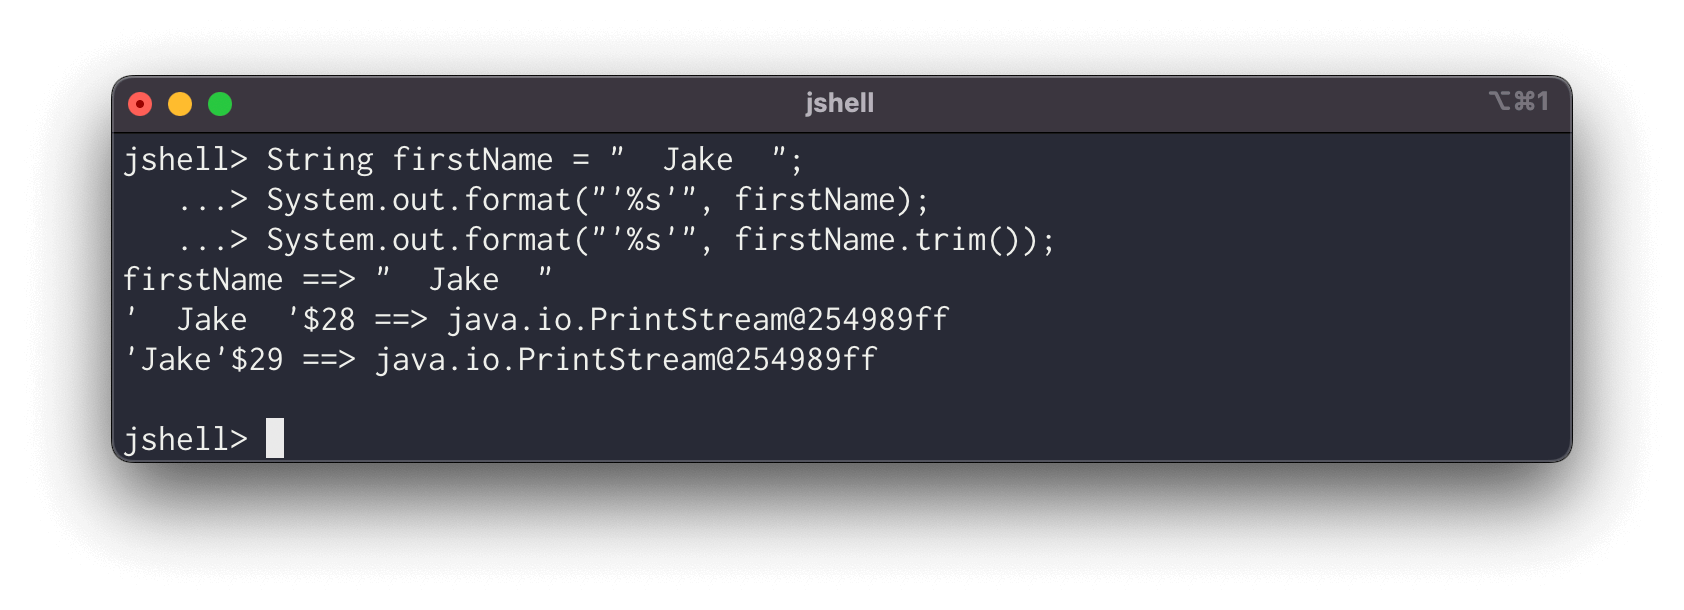 jshell
⌥⌘1
jshell> String firstName = "  Jake  ";
   ...> System.out.format("'%s'", firstName);
   ...> System.out.format("'%s'", firstName.trim());
firstName ==> "  Jake  "
'  Jake  '$28 ==> java.io.PrintStream@254989ff
'Jake'$29 ==> java.io.PrintStream@254989ff
jshell>